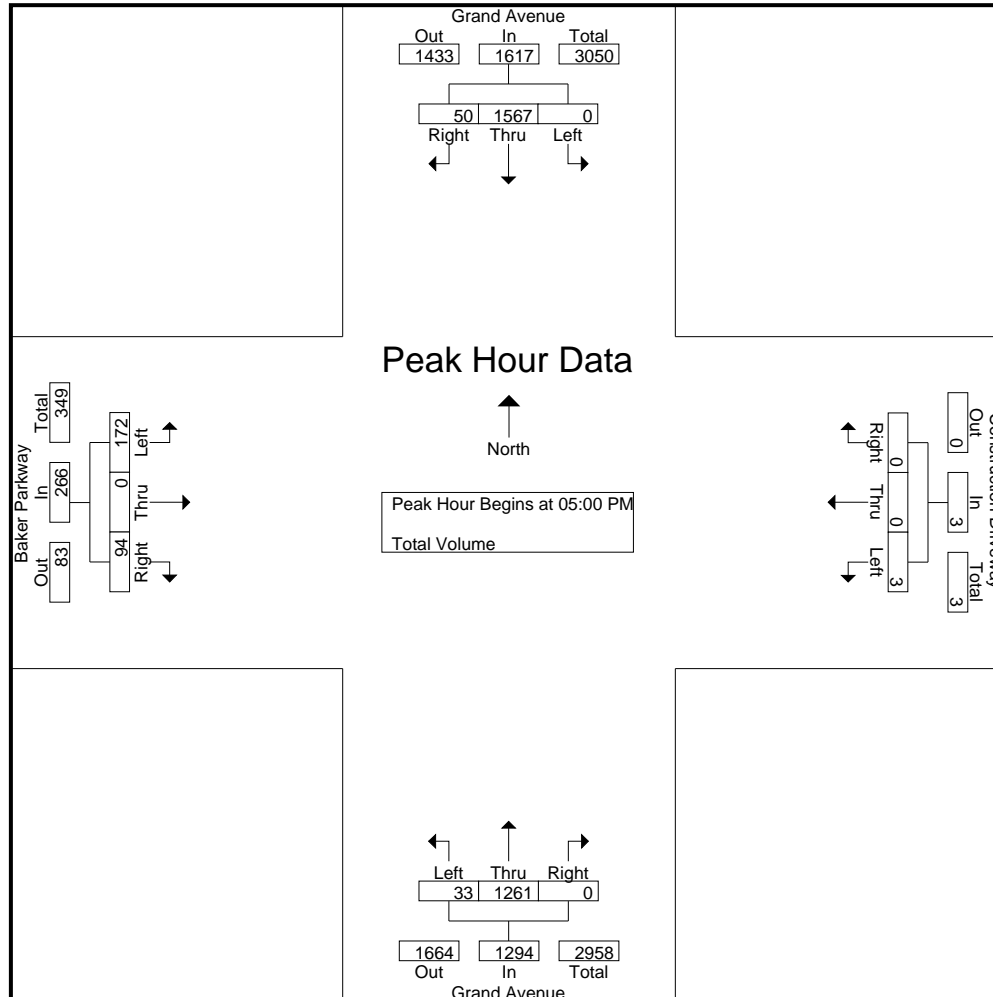 Grand Avenue
Out In Total
1433 1617 3050
50 1567 0
Right Thru Left
Peak Hour Data
North
Peak Hour Begins at 05:00 PM
Total Volume
Baker Parkway
Total In Out
349 266 83
172 0 94
Left Thru Right
Right Thru Left
0 0 3
0 3 3
Out In Total
Driveway
Left Thru Right
33 1261 0
1664 1294 2958
Out In Total
Grand Avenue